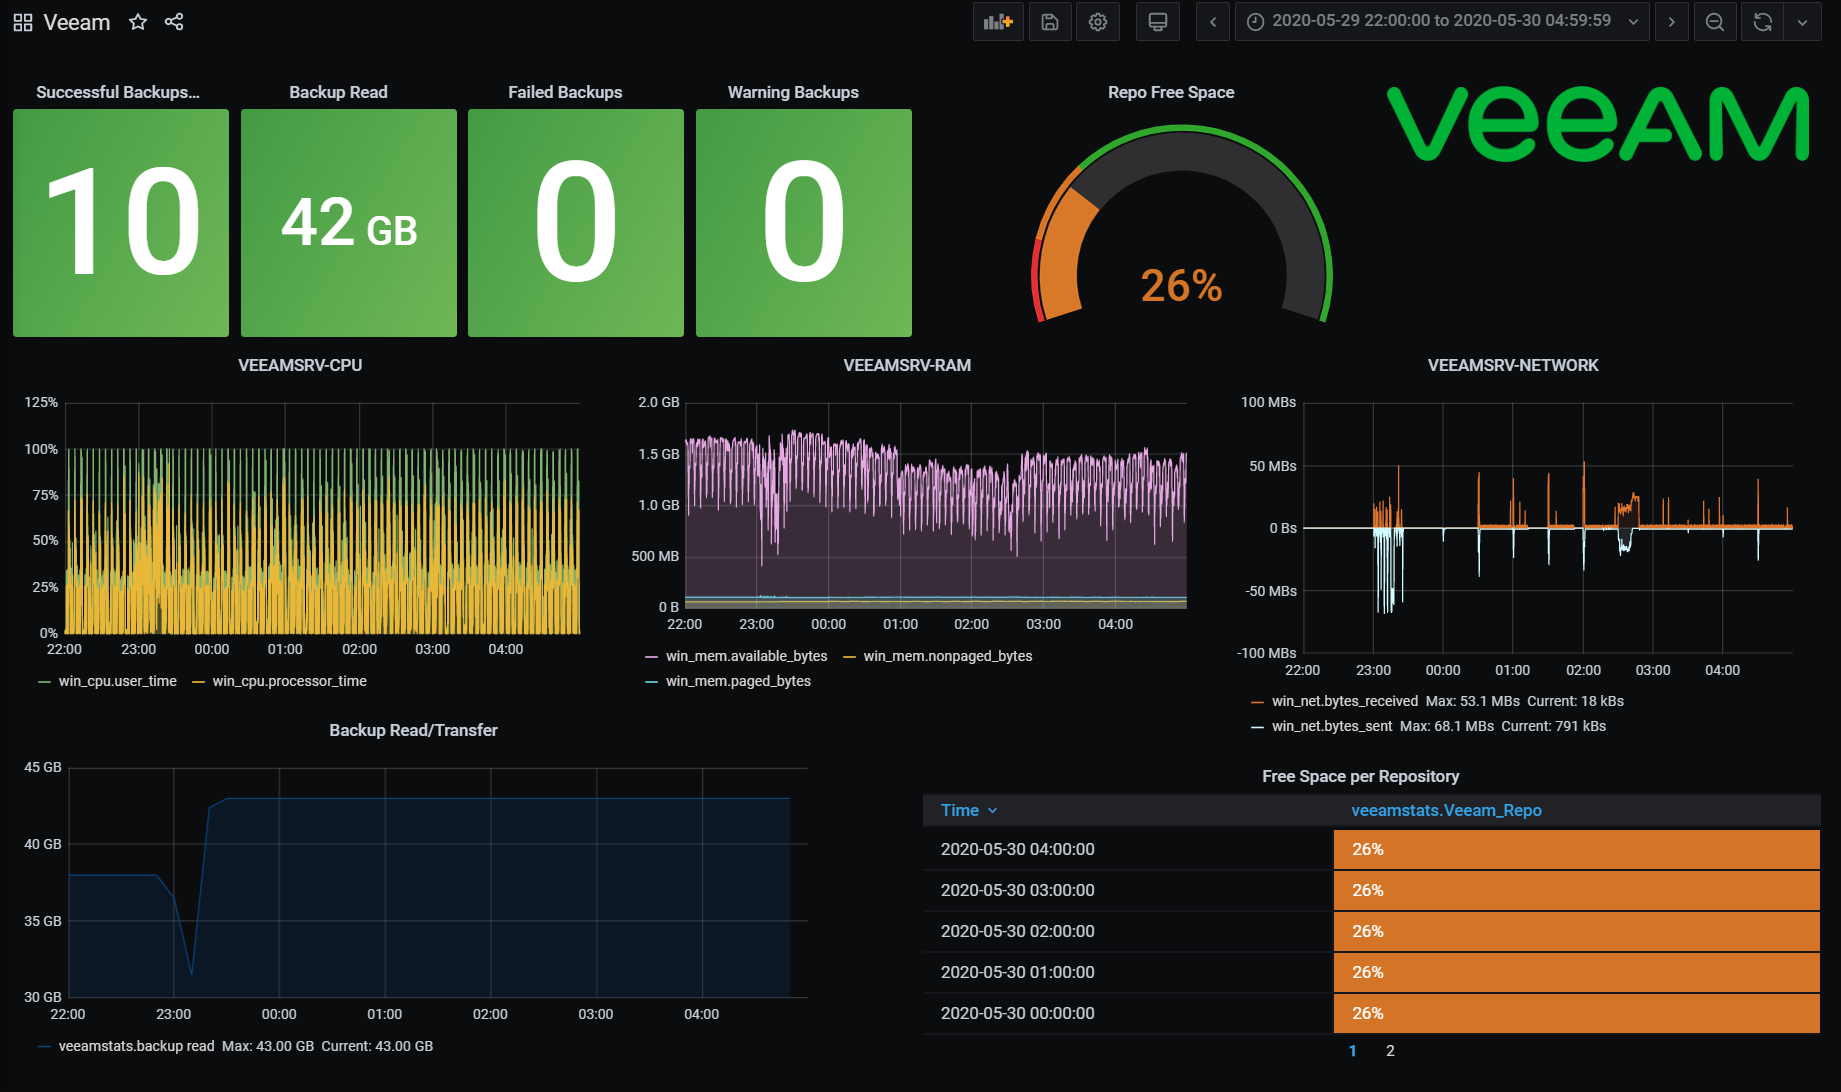 Veeam
2020-05-29 22:00:00 to 2020-05-30 04:59:59
Successful Backups...
10
Backup Read
42 GB
Failed Backups
0
Warning Backups
0
Repo Free Space
26%
VEEAM
VEEAMSRV-CPU
125%
100%
75%
50%
25%
0%
22:00 23:00 00:00 01:00 02:00 03:00 04:00
win_cpu.user_time win_cpu.processor_time
VEEAMSRV-RAM
2.0 GB
1.5 GB
1.0 GB
500 MB
0 B
22:00 23:00 00:00 01:00 02:00 03:00 04:00
win_mem.available_bytes win_mem.nonpaged_bytes
win_mem.paged_bytes
VEEAMSRV-NETWORK
100 MBs
50 MBs
0 Bs
-50 MBs
-100 MBs
22:00 23:00 00:00 01:00 02:00 03:00 04:00
win_net.bytes_received Max: 53.1 MBs Current: 18 kBs
win_net.bytes_sent Max: 68.1 MBs Current: 791 kBs
Backup Read/Transfer
45 GB
40 GB
35 GB
30 GB
22:00 23:00 00:00 01:00 02:00 03:00 04:00
veeamstats.backup read Max: 43.00 GB Current: 43.00 GB
Free Space per Repository
Time veeamstats.Veeam_Repo
2020-05-30 04:00:00 26%
2020-05-30 03:00:00 26%
2020-05-30 02:00:00 26%
2020-05-30 01:00:00 26%
2020-05-30 00:00:00 26%
1 2